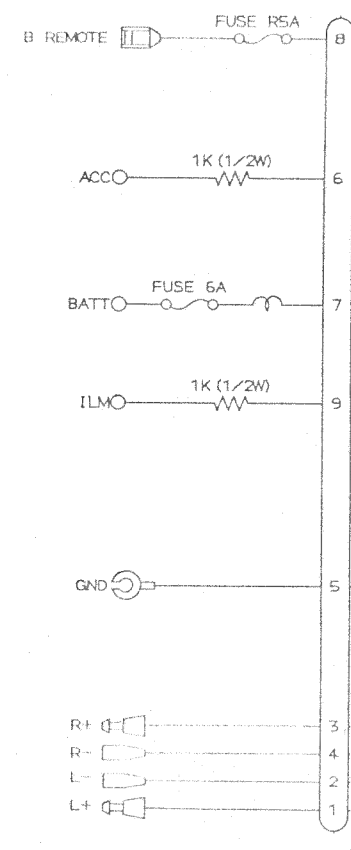 FUSE R5A
B REMOTE 8
1K (1/2W)
ACC 6
FUSE 6A
BATT 7
1K (1/2W)
ILM 9
GND 5
R+ 3
R- 4
L- 2
L+ 1